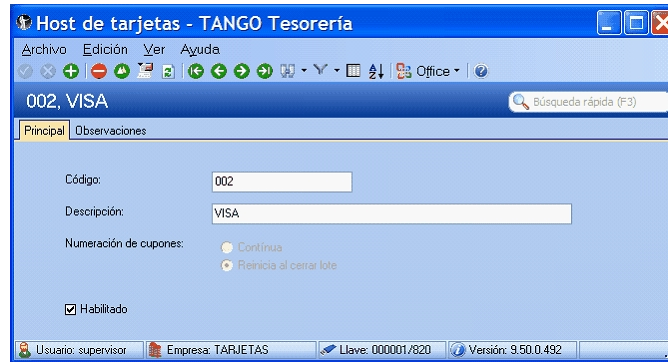 Host de tarjetas - TANGO Tesorería
Archivo Edición Ver Ayuda
Office
002, VISA
Búsqueda rápida (F3)
Principal Observaciones
Código: 002
Descripción: VISA
Numeración de cupones: Contínua
Reinicia al cerrar lote
Habilitado
Usuario: supervisor Empresa: TARJETAS Llave: 000001/820 Versión: 9.50.0.492